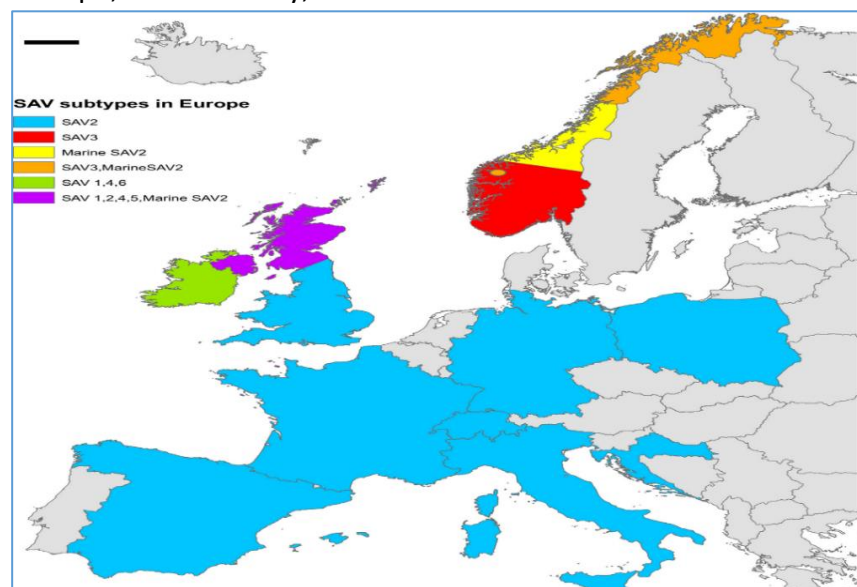 SAV subtypes in Europe
SAV2
SAV3
Marine SAV2
SAV3,MarineSAV2
SAV 1,4,6
SAV 1,2,4,5,Marine SAV2